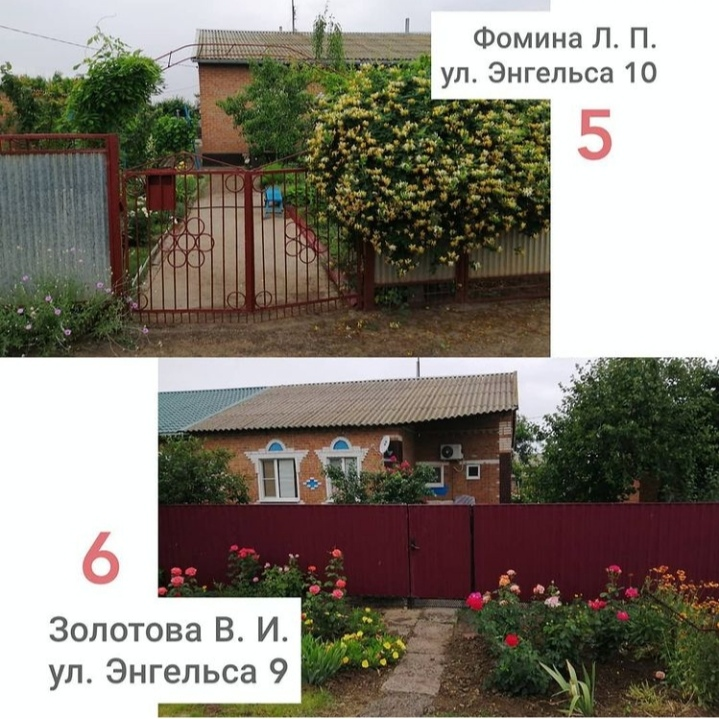 Фомина Л. П.
ул. Энгельса 10
5
6
Золотова В. И.
ул. Энгельса 9